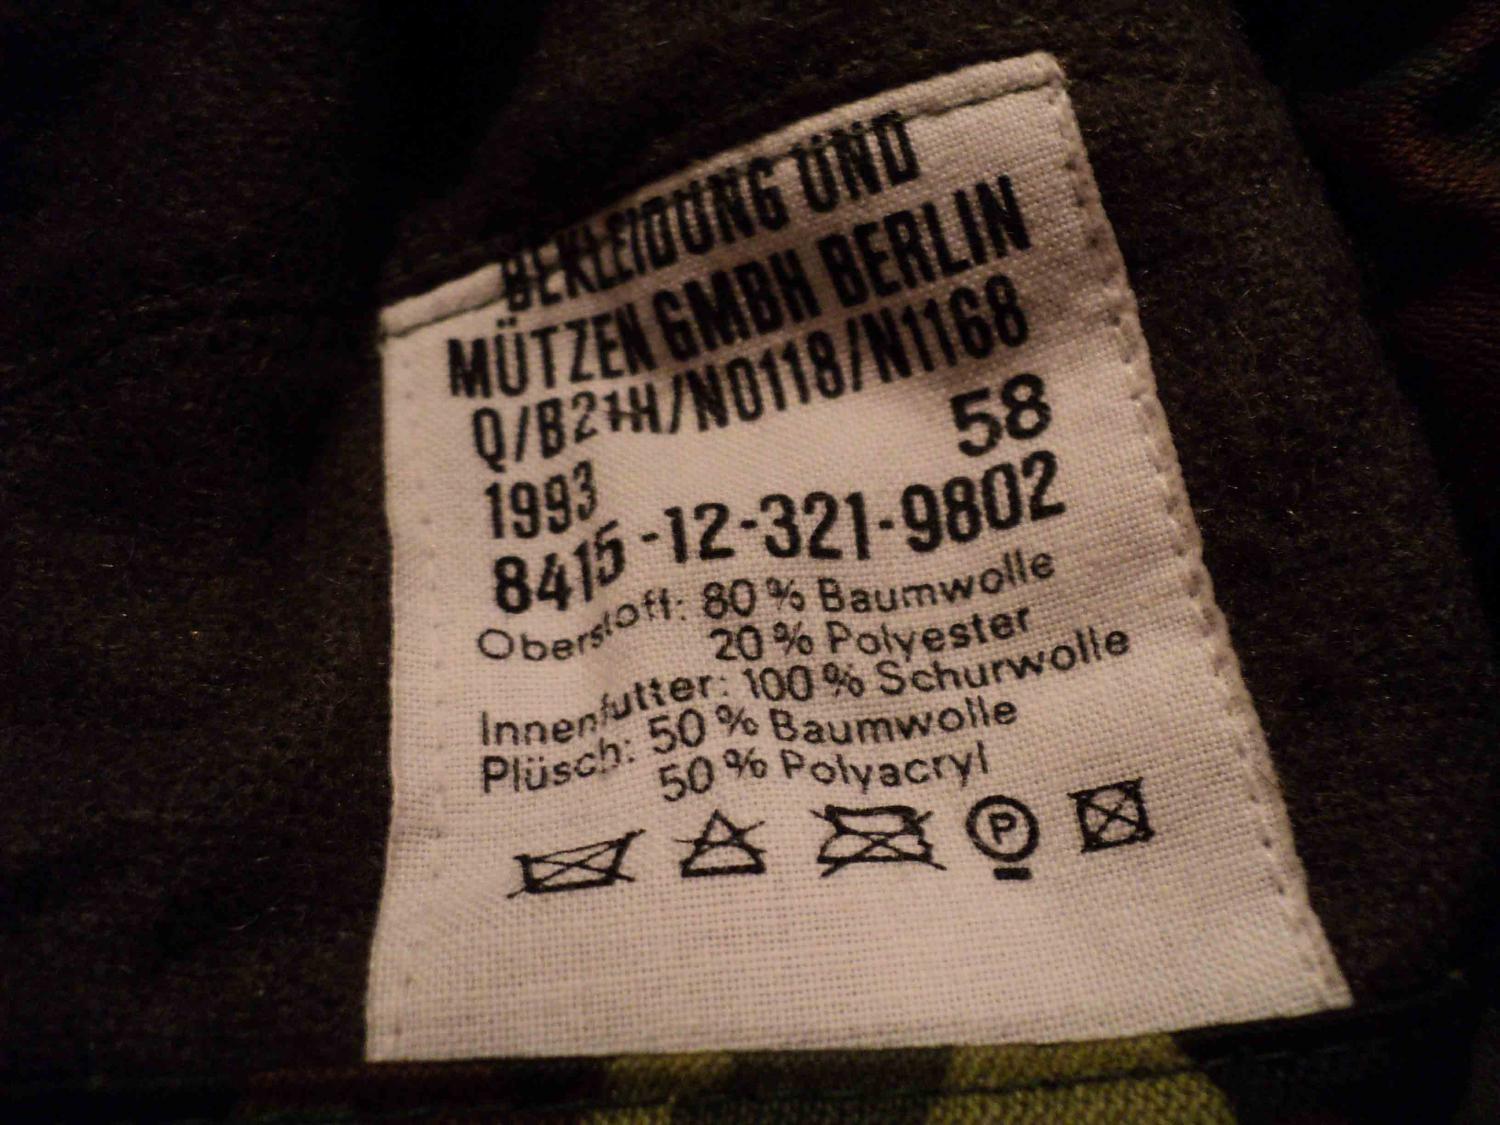 BEKLEIDUNG UND
MÜTZEN GMBH BERLIN
Q/B21H/N0118/N1168
58
1993
8415-12-321-9802
Oberstoff: 80% Baumwolle
20% Polyester
Innenfutter: 100% Schurwolle
Plüsch: 50% Baumwolle
50% Polyacryl
P